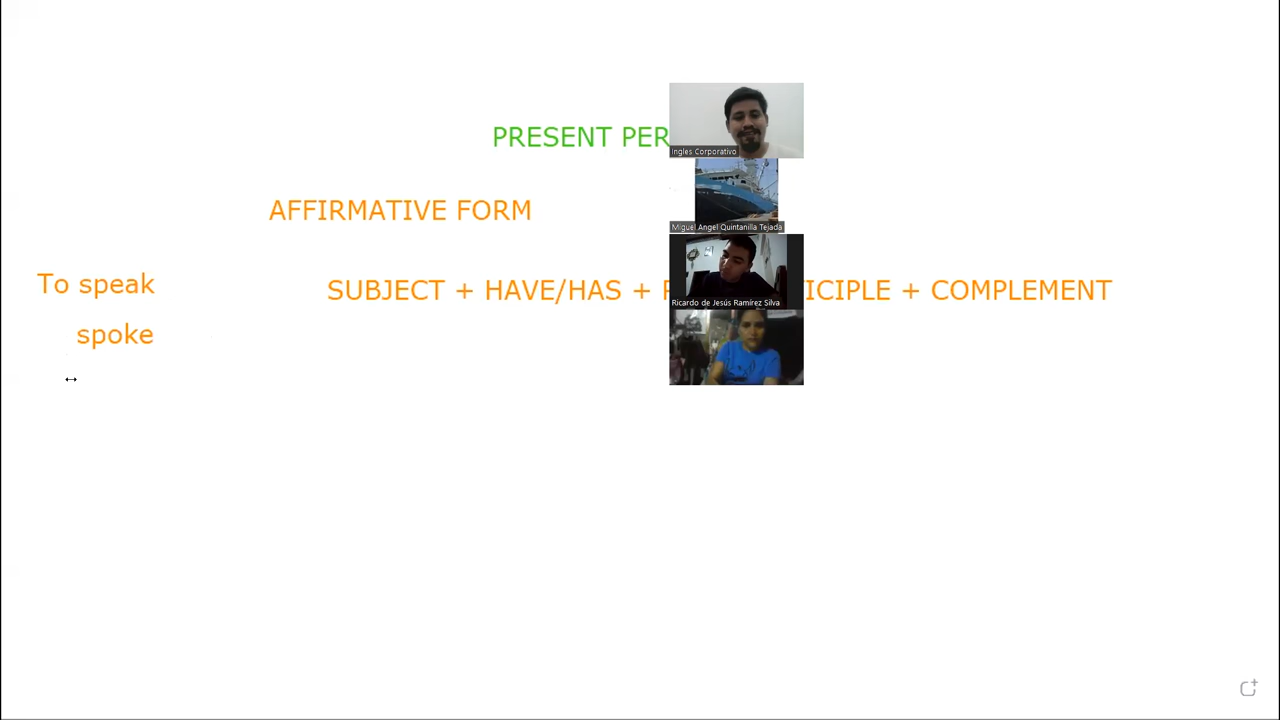 PRESENT PER
Ingles Corporativo
AFFIRMATIVE FORM
Miguel Angel Quintanilla Tejada
To speak
SUBJECT + HAVE/HAS + P ICIPLE + COMPLEMENT
Ricardo de Jesús Ramírez Silva
spoke